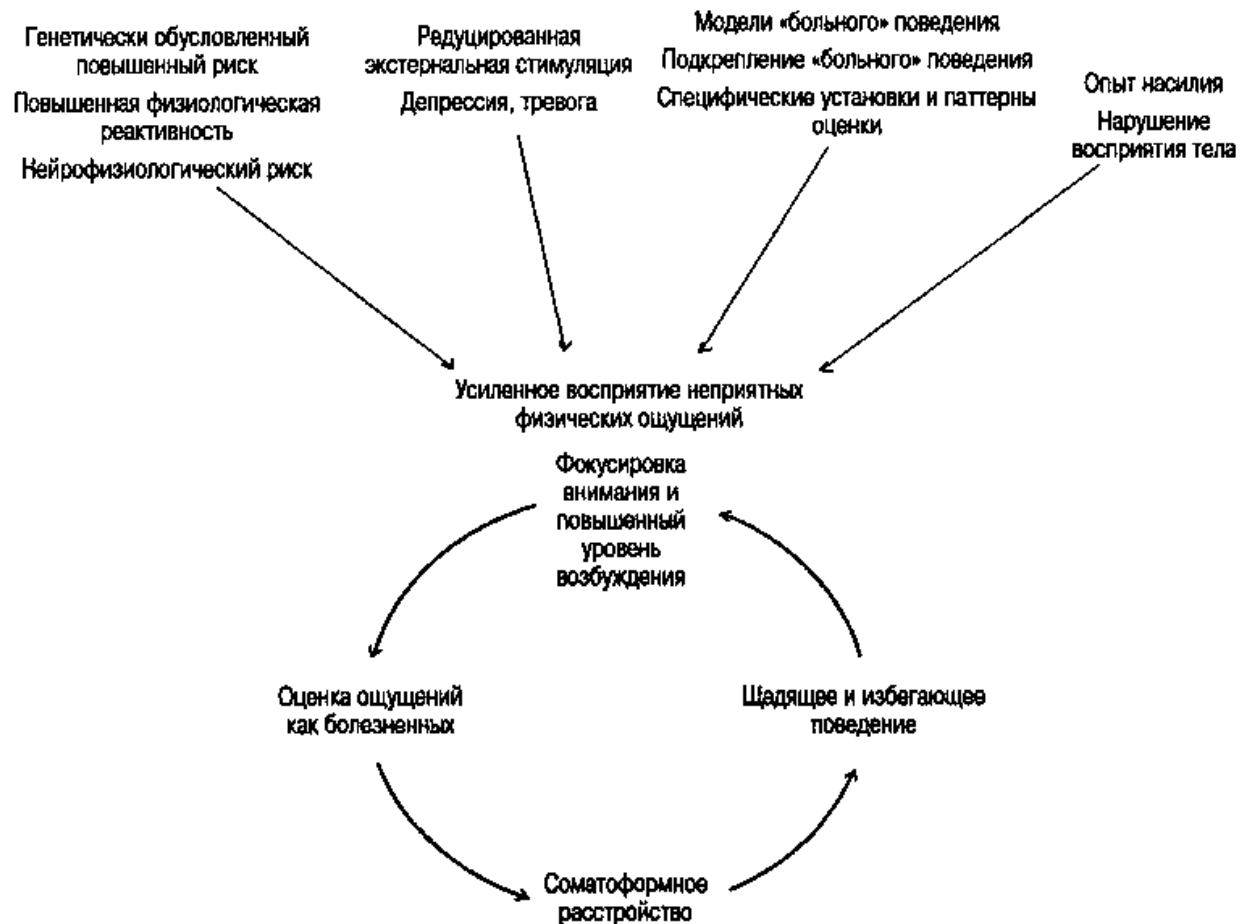 Генетически обусловленный
повышенный риск
Повышенная физиологическая
реактивность
Нейрофизиологический риск
Редуцированная
экстернальная стимуляция
Депрессия, тревога
Модели «больного» поведения
Подкрепление «больного» поведения
Специфические установки и паттерны
оценки
Опыт насилия
Нарушение
восприятия тела
Усиленное восприятие неприятных
физических ощущений
Фокусировка
внимания и
повышенный
уровень
возбуждения
Оценка ощущений
как болезненных
Щадящее и избегающее
поведение
Соматоформное
расстройство